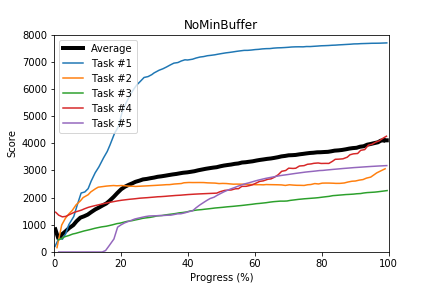 NoMinBuffer
8000
7000
6000
5000
4000
3000
2000
1000
0
Score
Average
Task #1
Task #2
Task #3
Task #4
Task #5
0 20 40 60 80 100
Progress (%)